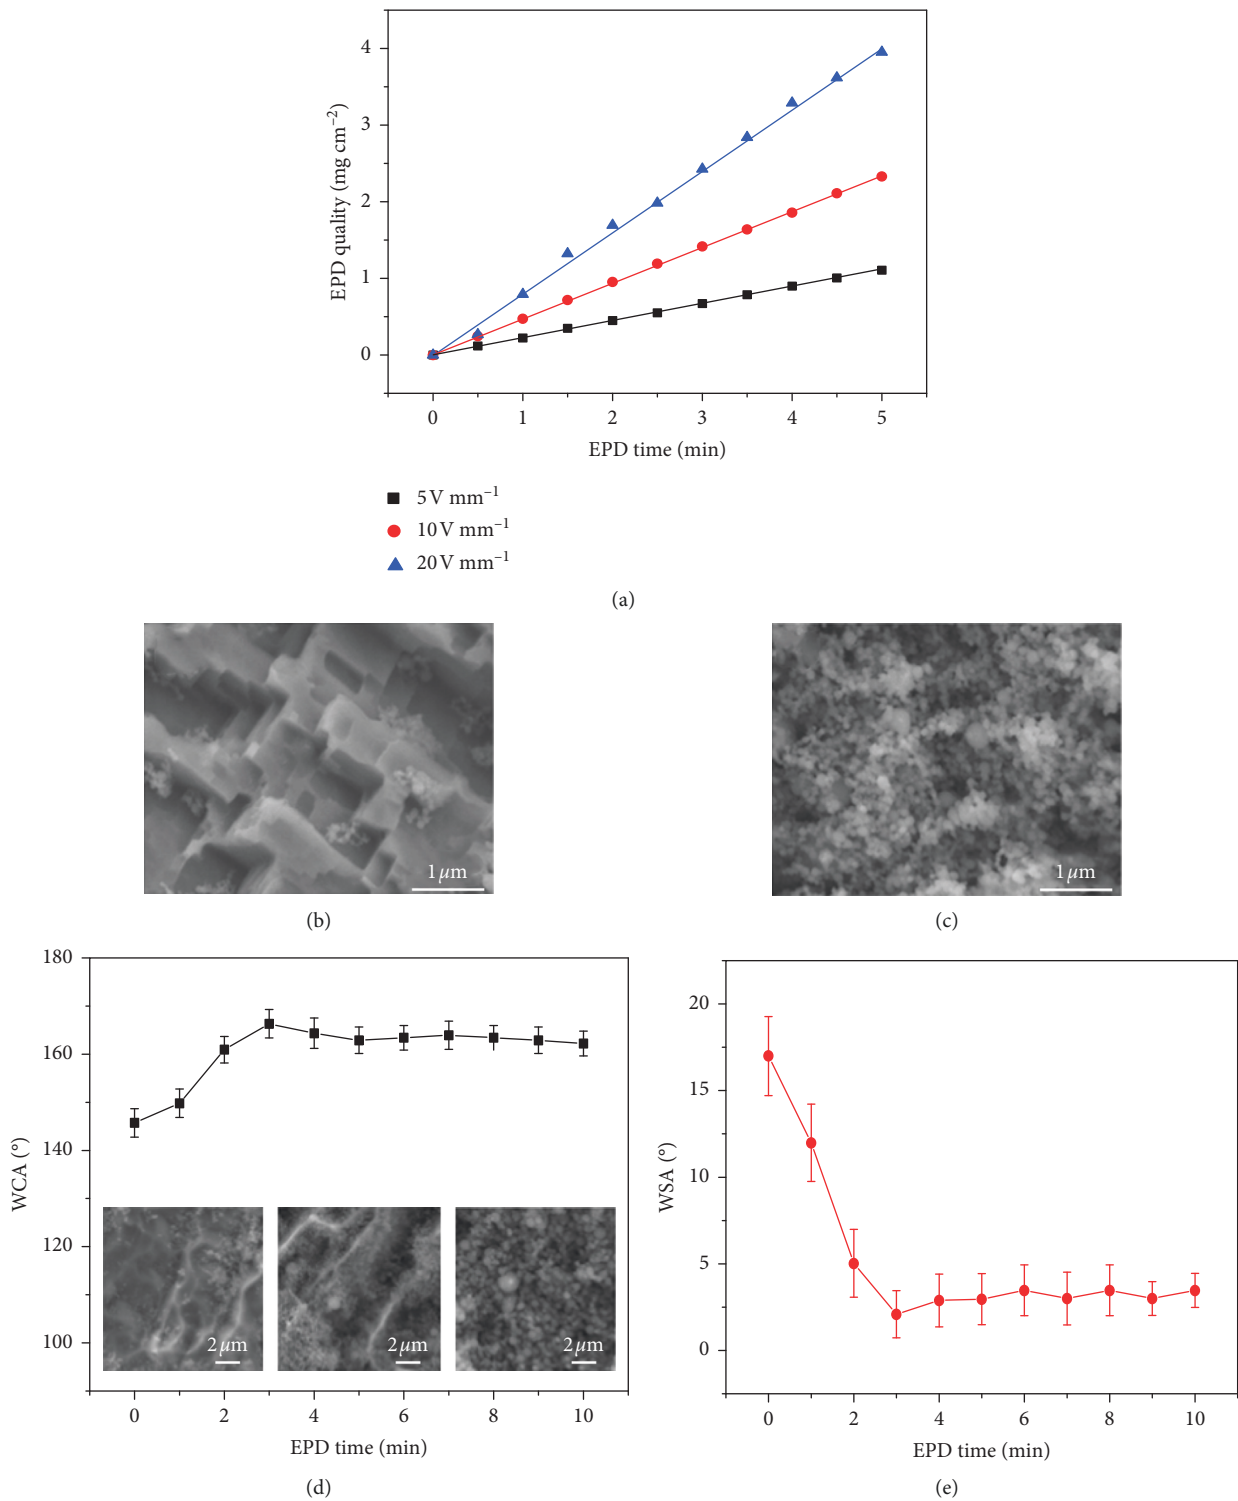 4
3
2
1
0
EPD quality (mg cm⁻²)
0 1 2 3 4 5
EPD time (min)
5 V mm⁻¹
10 V mm⁻¹
20 V mm⁻¹
(a)
1 μm
(b)
1 μm
(c)
180
160
140
120
100
WCA (°)
2 μm
2 μm
2 μm
0 2 4 6 8 10
EPD time (min)
(d)
20
15
10
5
0
WSA (°)
0 2 4 6 8 10
EPD time (min)
(e)